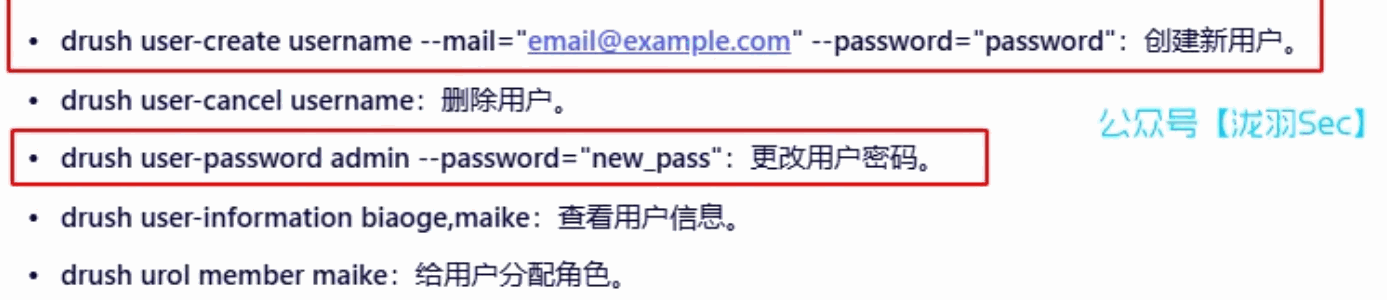 • drush user-create username --mail="email@example.com" --password="password"：创建新用户。
• drush user-cancel username：删除用户。
公众号【泷羽Sec】
• drush user-password admin --password="new_pass"：更改用户密码。
• drush user-information biaoge,maike：查看用户信息。
• drush urol member maike：给用户分配角色。